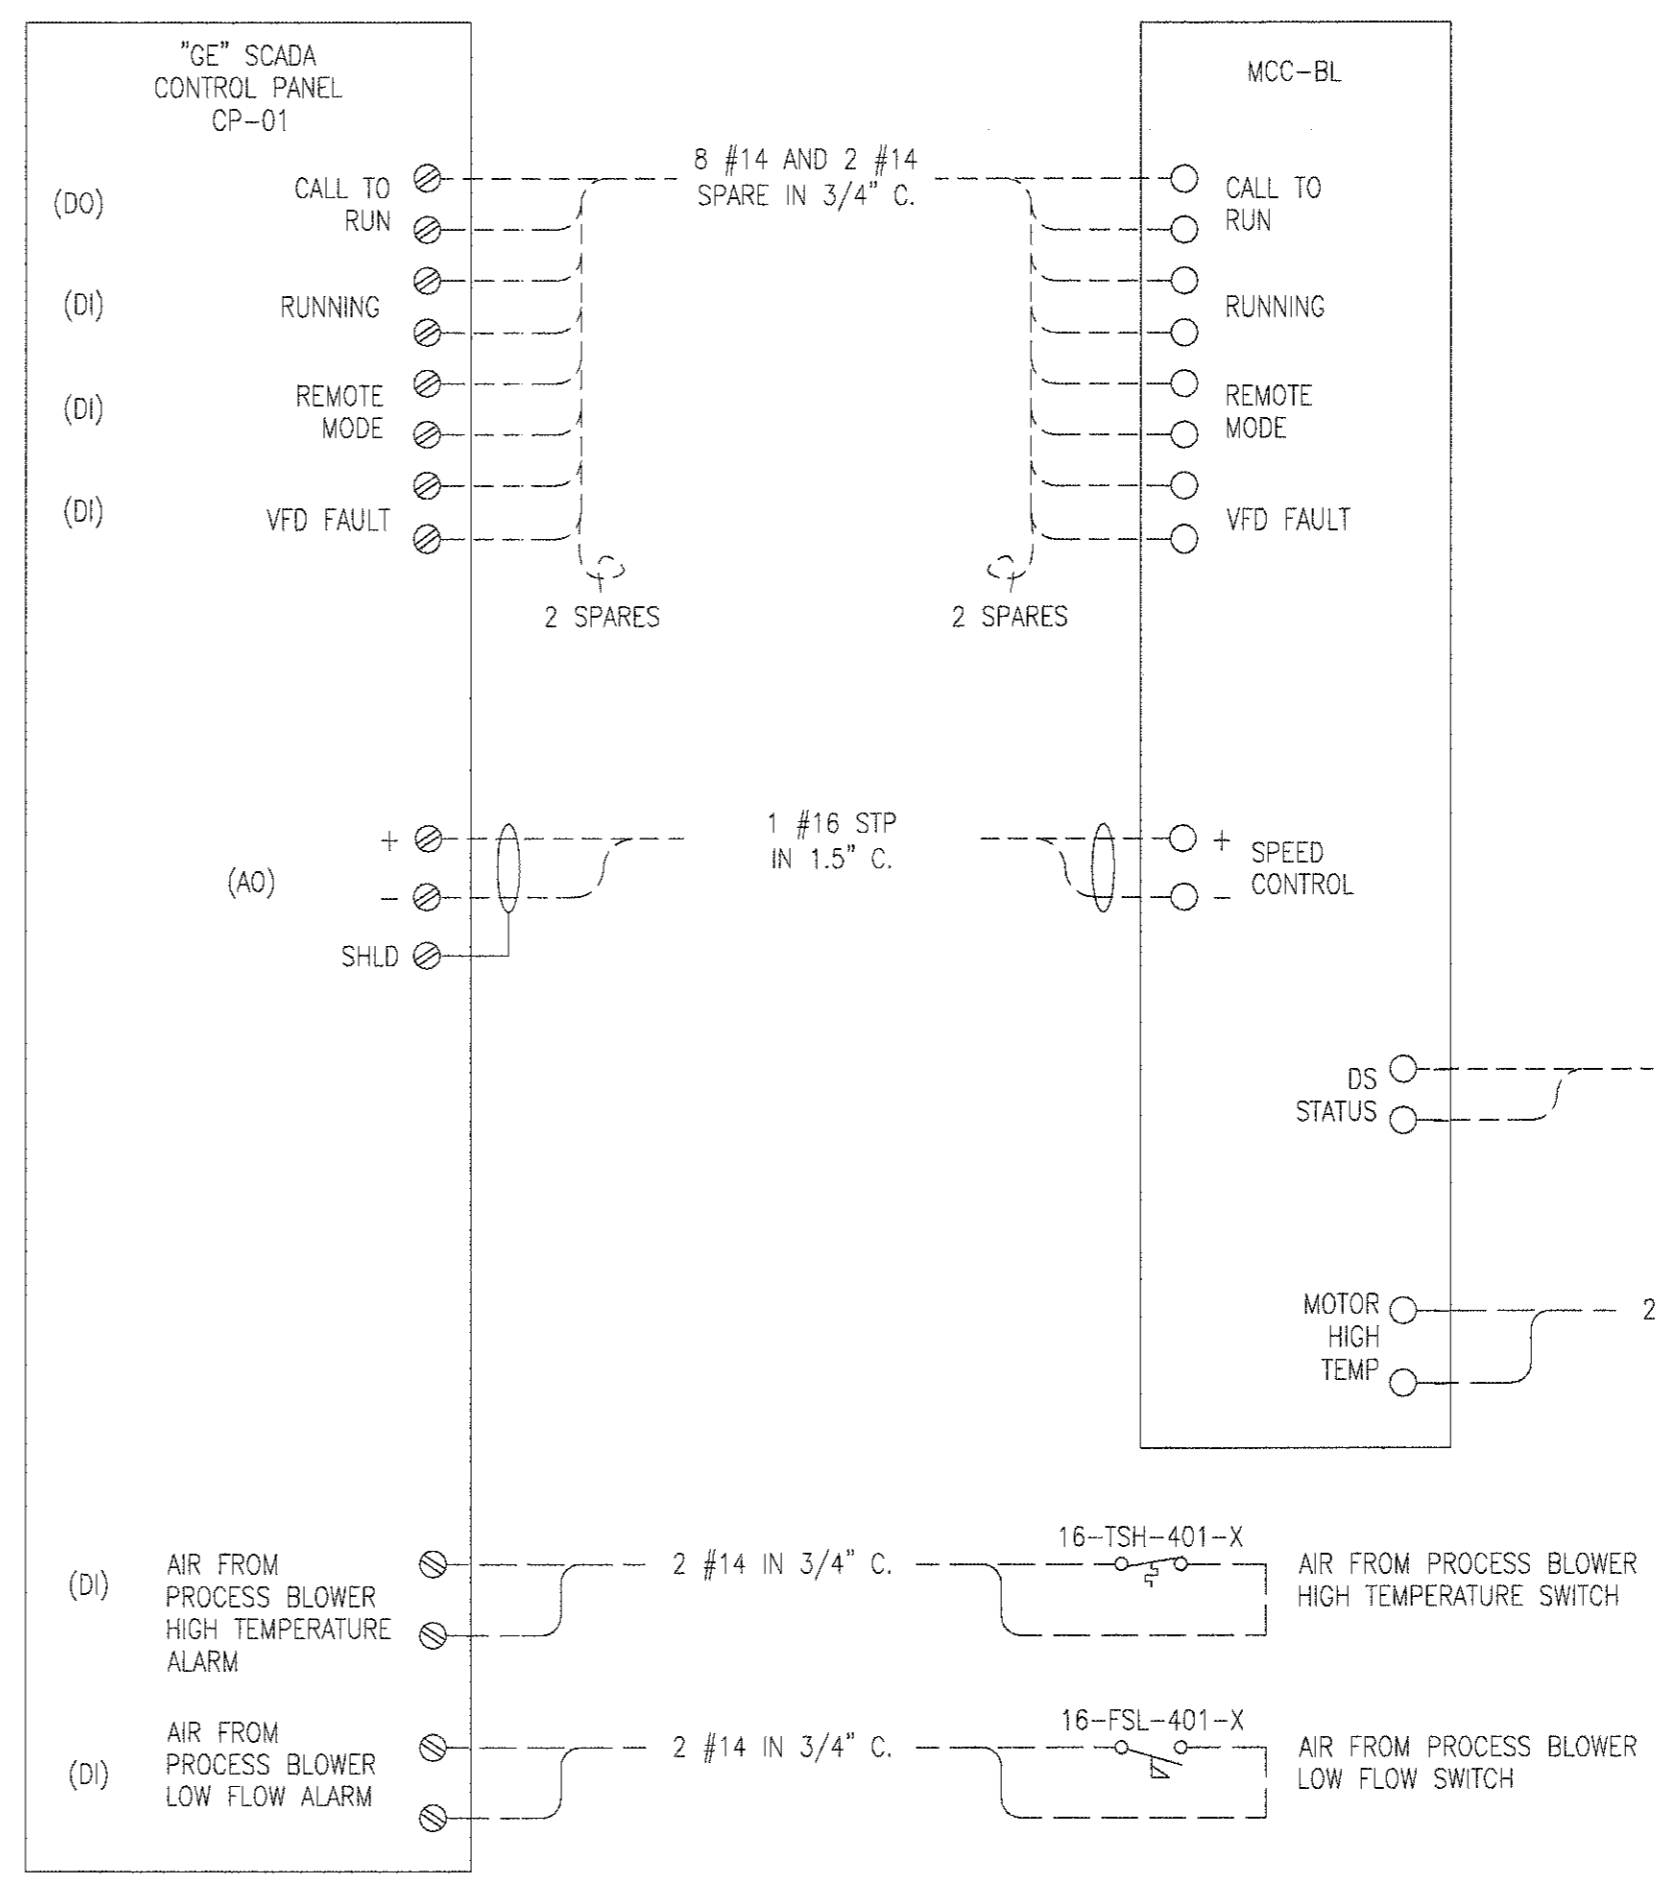 "GE" SCADA
CONTROL PANEL
CP-01
MCC-BL
(DO)
CALL TO
RUN
8 #14 AND 2 #14
SPARE IN 3/4" C.
CALL TO
RUN
(DI)
RUNNING
RUNNING
(DI)
REMOTE
MODE
REMOTE
MODE
(DI)
VFD FAULT
VFD FAULT
2 SPARES
2 SPARES
(AO)
+
-
SHLD
1 #16 STP
IN 1.5" C.
+
-
SPEED
CONTROL
DS
STATUS
MOTOR
HIGH
TEMP
2
(DI)
AIR FROM
PROCESS BLOWER
HIGH TEMPERATURE
ALARM
2 #14 IN 3/4" C.
16-TSH-401-X
AIR FROM PROCESS BLOWER
HIGH TEMPERATURE SWITCH
(DI)
AIR FROM
PROCESS BLOWER
LOW FLOW ALARM
2 #14 IN 3/4" C.
16-FSL-401-X
AIR FROM PROCESS BLOWER
LOW FLOW SWITCH